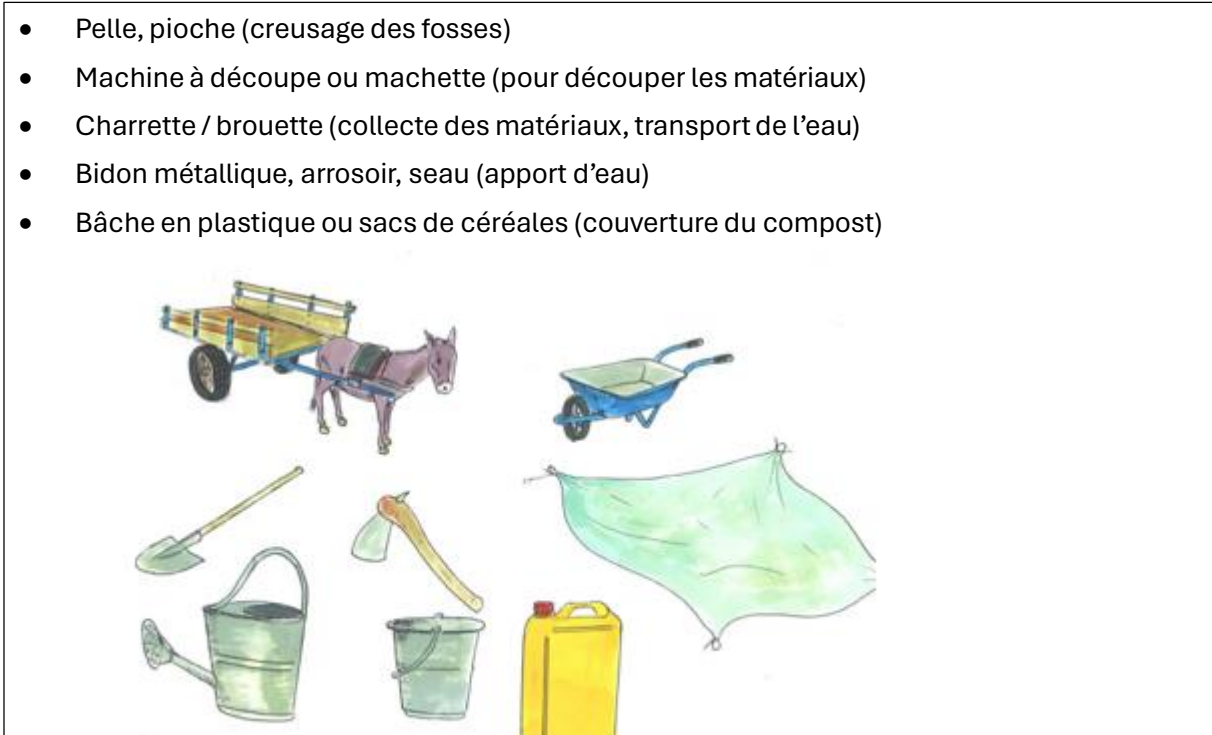 • Pelle, pioche (creusage des fosses)
• Machine à découpe ou machette (pour découper les matériaux)
• Charrette / brouette (collecte des matériaux, transport de l’eau)
• Bidon métallique, arrosoir, seau (apport d’eau)
• Bâche en plastique ou sacs de céréales (couverture du compost)